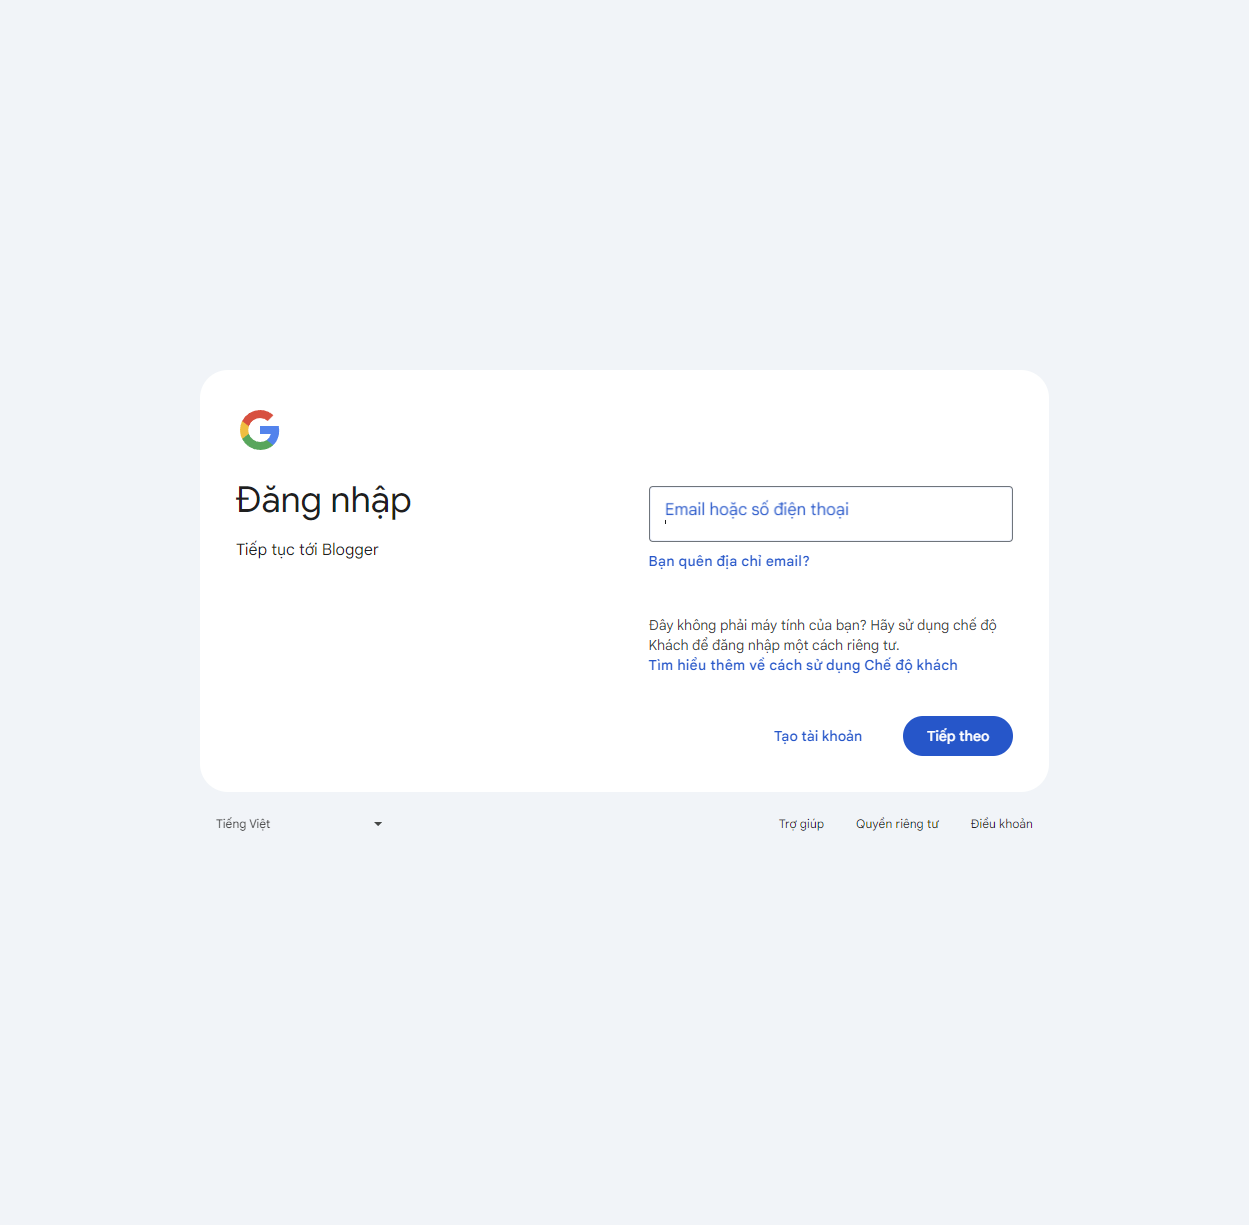 Đăng nhập
Tiếp tục tới Blogger
Email hoặc số điện thoại
Bạn quên địa chỉ email?
Đây không phải máy tính của bạn? Hãy sử dụng chế độ
Khách để đăng nhập một cách riêng tư.
Tìm hiểu thêm về cách sử dụng Chế độ khách
Tạo tài khoản
Tiếp theo
Tiếng Việt
Trợ giúp
Quyền riêng tư
Điều khoản